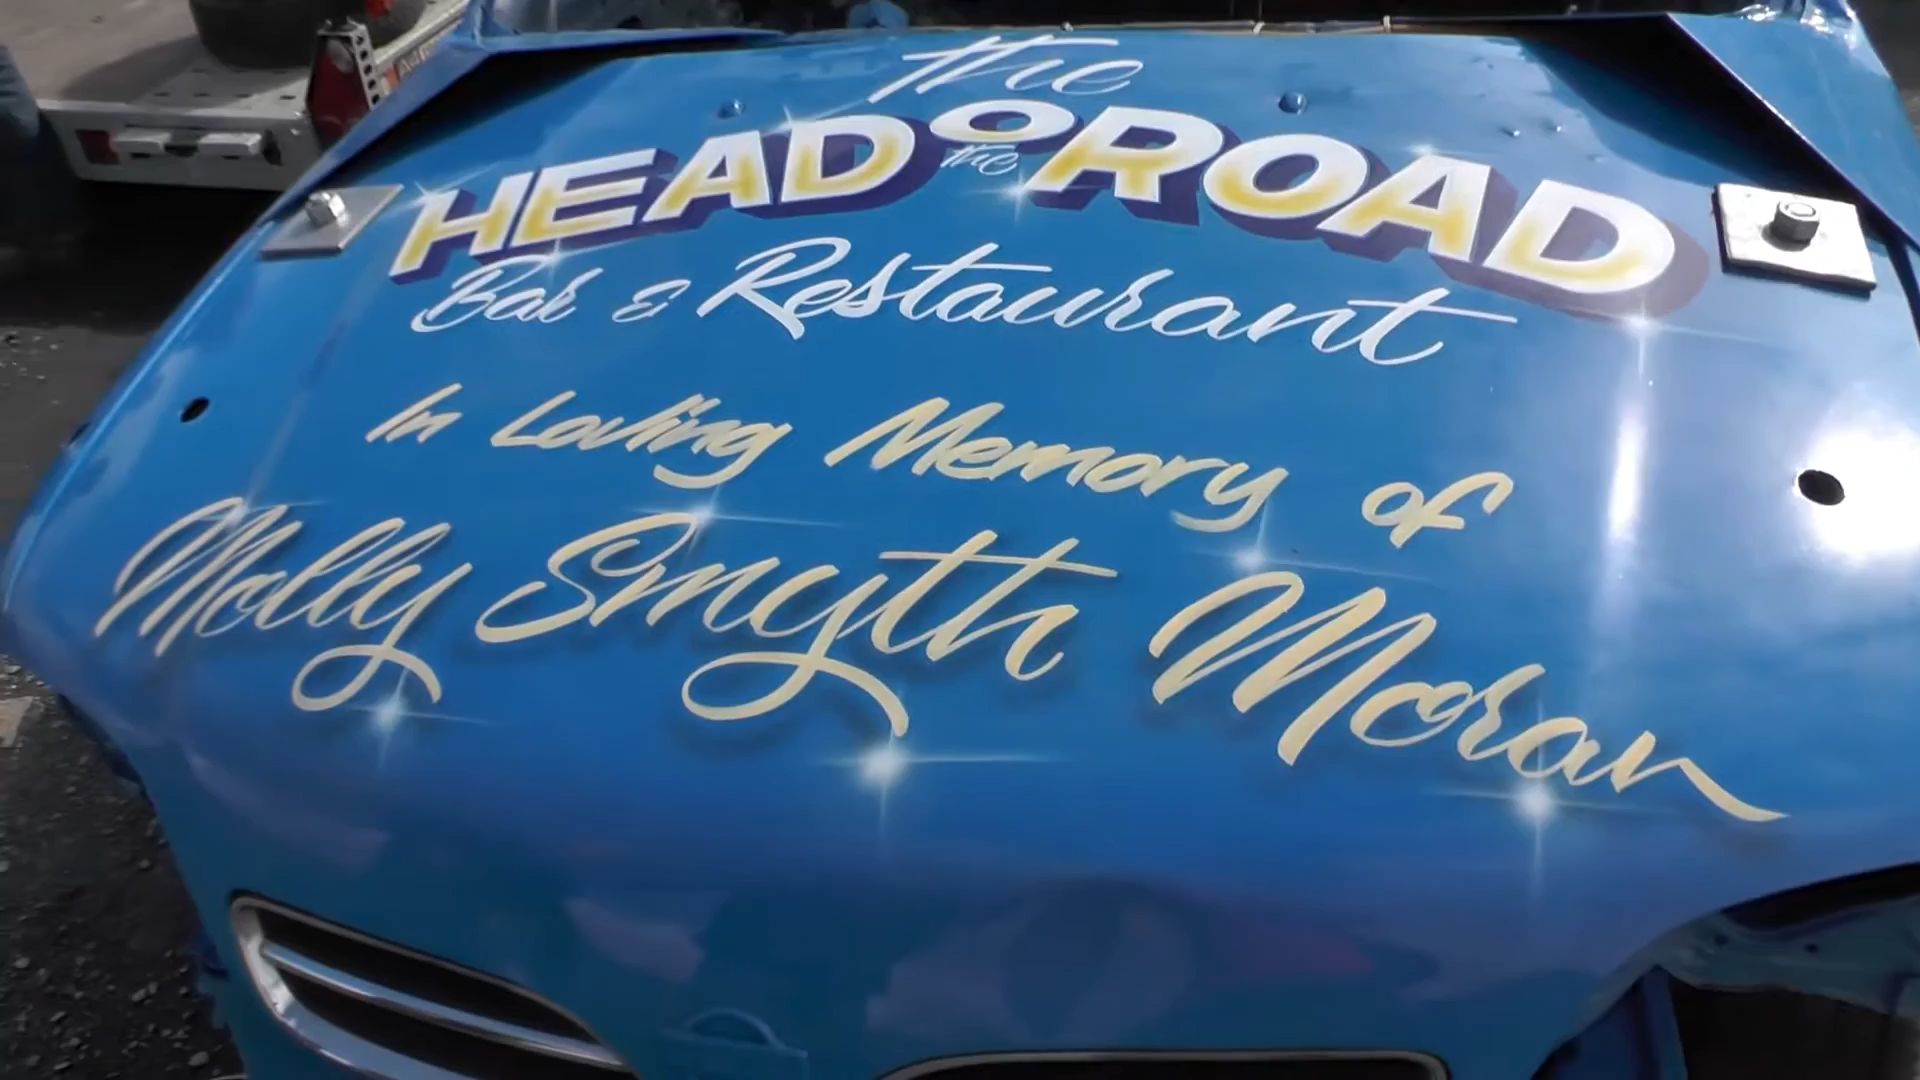 the
HEAD O the ROAD
Bar & Restaurant
In Loving Memory of
Molly Smyth Moran